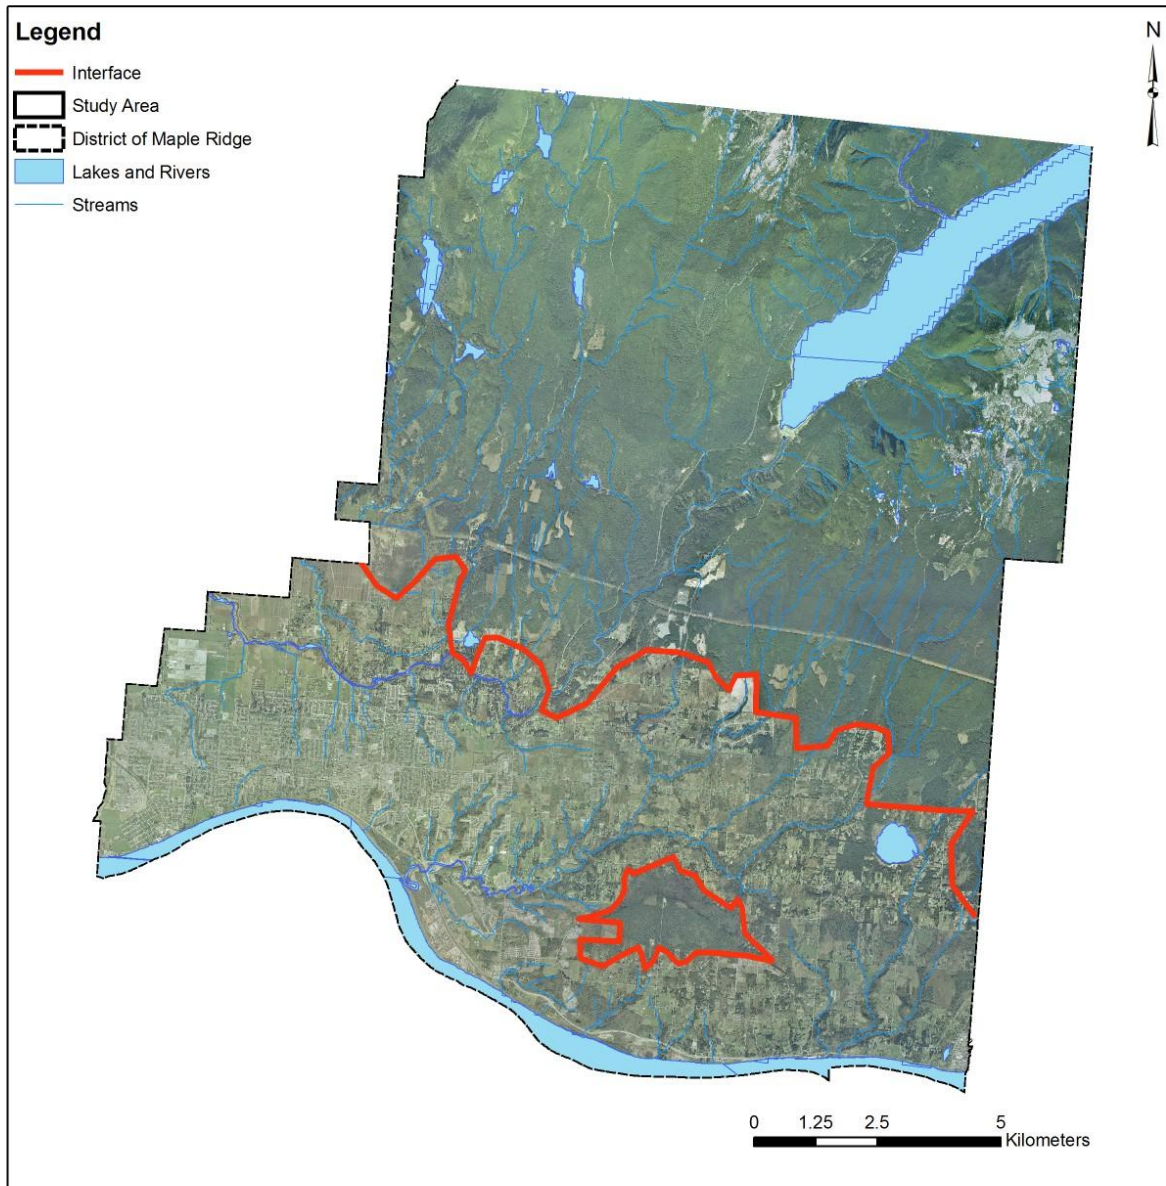 Legend
Interface
Study Area
District of Maple Ridge
Lakes and Rivers
Streams
N
0 1.25 2.5 5
Kilometers